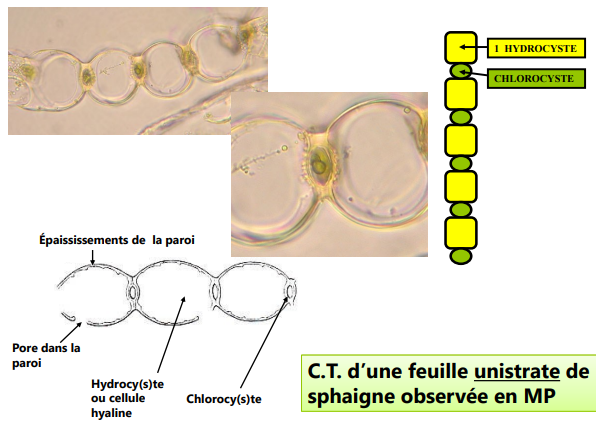 1 HYDROCYSTE
CHLOROCYSTE
Épaississements de la paroi
Pore dans la
paroi
Hydrocy(s)te
ou cellule
hyaline
Chlorocy(s)te
C.T. d’une feuille unistrate de
sphaigne observée en MP